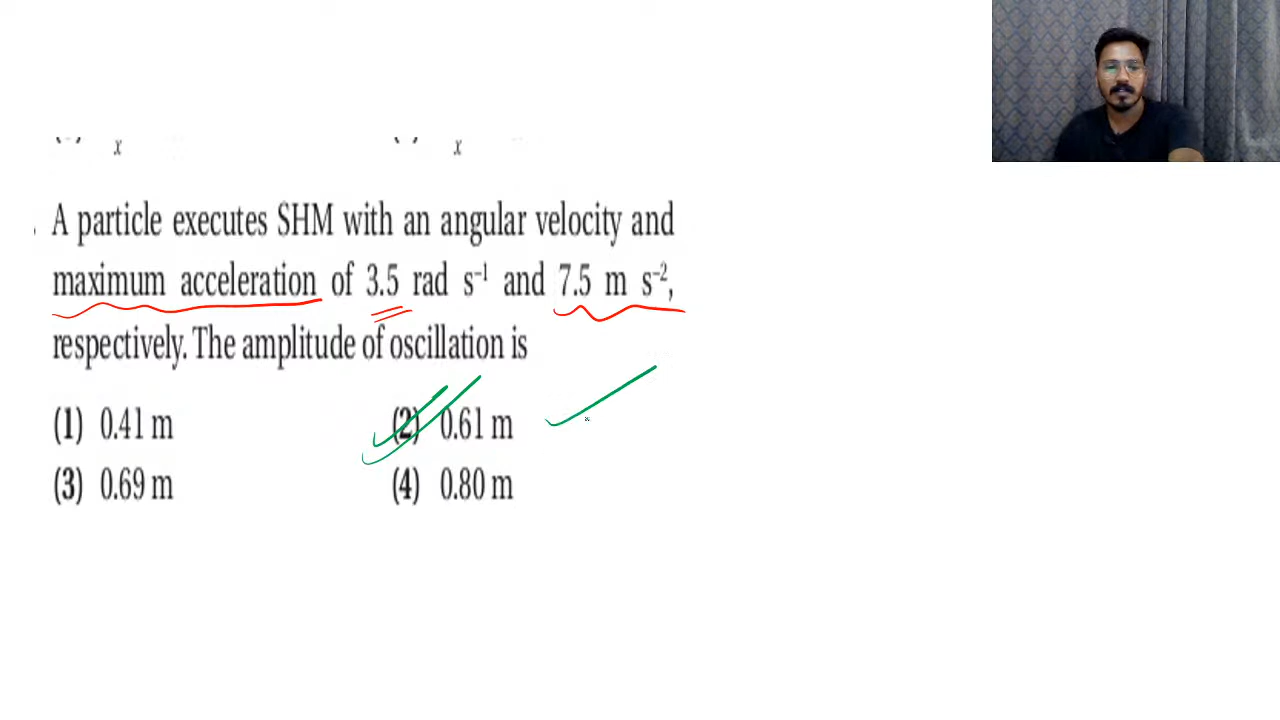 x x
A particle executes SHM with an angular velocity and
maximum acceleration of 3.5 rad s⁻¹ and 7.5 m s⁻²,
respectively. The amplitude of oscillation is
(1) 0.41 m (2) 0.61 m
(3) 0.69 m (4) 0.80 m